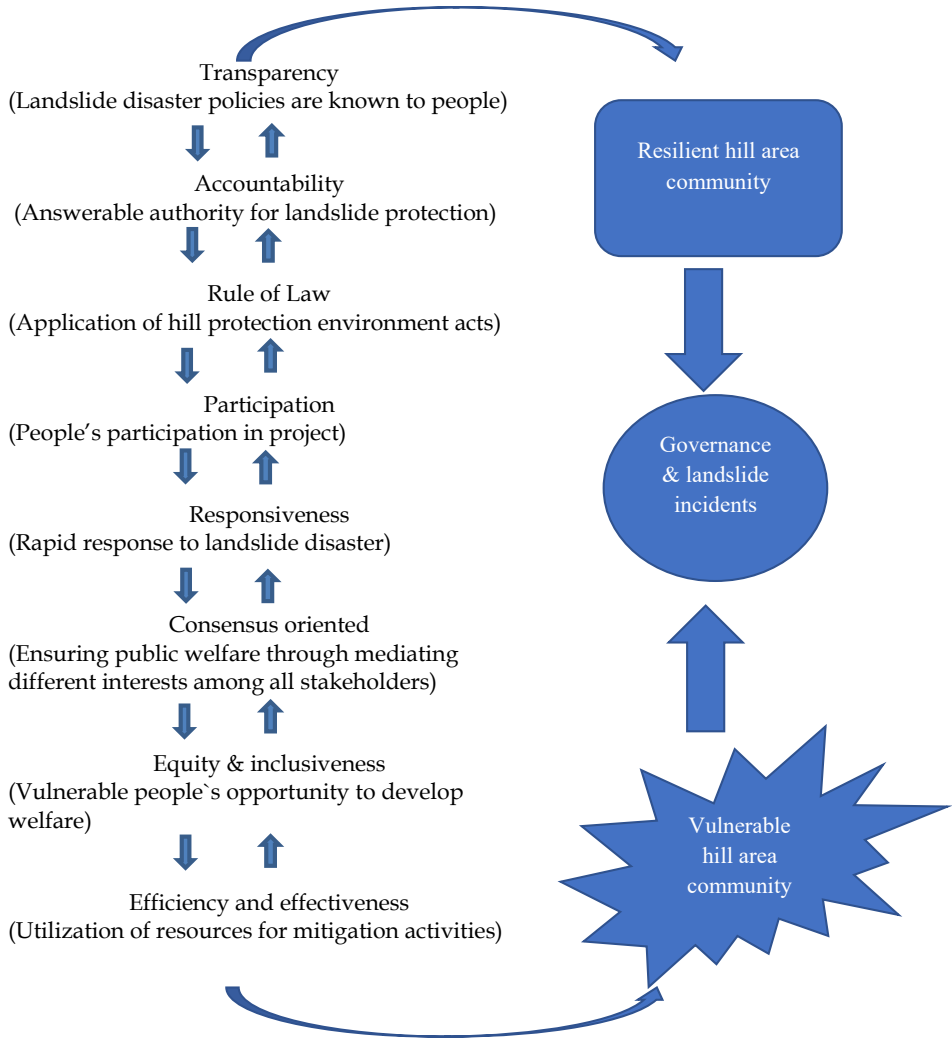 Transparency
(Landslide disaster policies are known to people)
Accountability
(Answerable authority for landslide protection)
Rule of Law
(Application of hill protection environment acts)
Participation
(People’s participation in project)
Responsiveness
(Rapid response to landslide disaster)
Consensus oriented
(Ensuring public welfare through mediating
different interests among all stakeholders)
Equity & inclusiveness
(Vulnerable people`s opportunity to develop
welfare)
Efficiency and effectiveness
(Utilization of resources for mitigation activities)
Resilient hill area
community
Governance
& landslide
incidents
Vulnerable
hill area
community